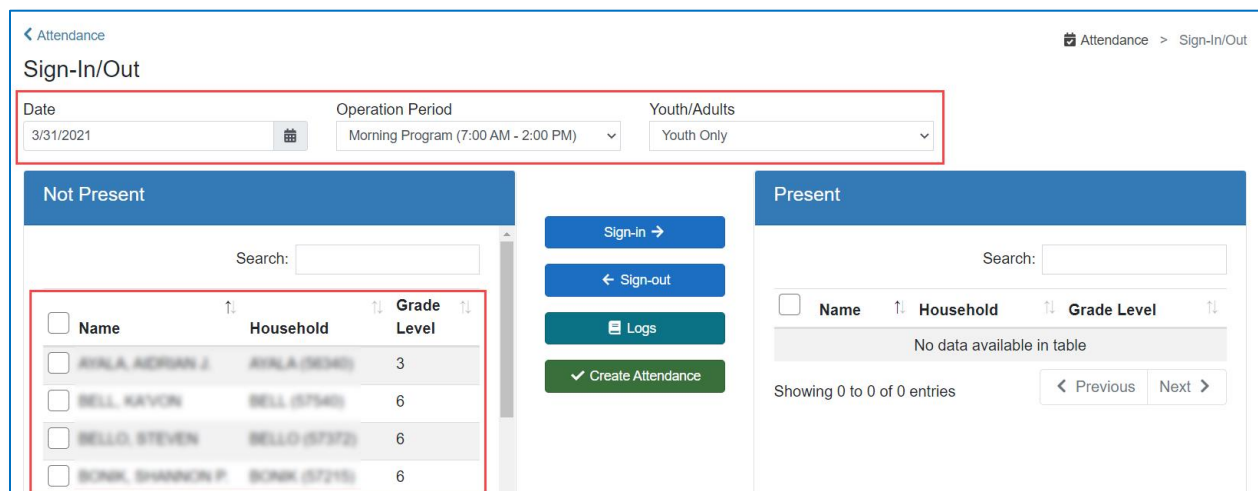 Attendance
Attendance > Sign-In/Out
Sign-In/Out
Date
Operation Period
Youth/Adults
3/31/2021
Morning Program (7:00 AM - 2:00 PM)
Youth Only
Not Present
Present
Sign-in →
Search:
Search:
← Sign-out
Name ↑ Household Grade Level
Logs
Name ↑ Household Grade Level
3
No data available in table
Create Attendance
6
Showing 0 to 0 of 0 entries
Previous Next
6
6